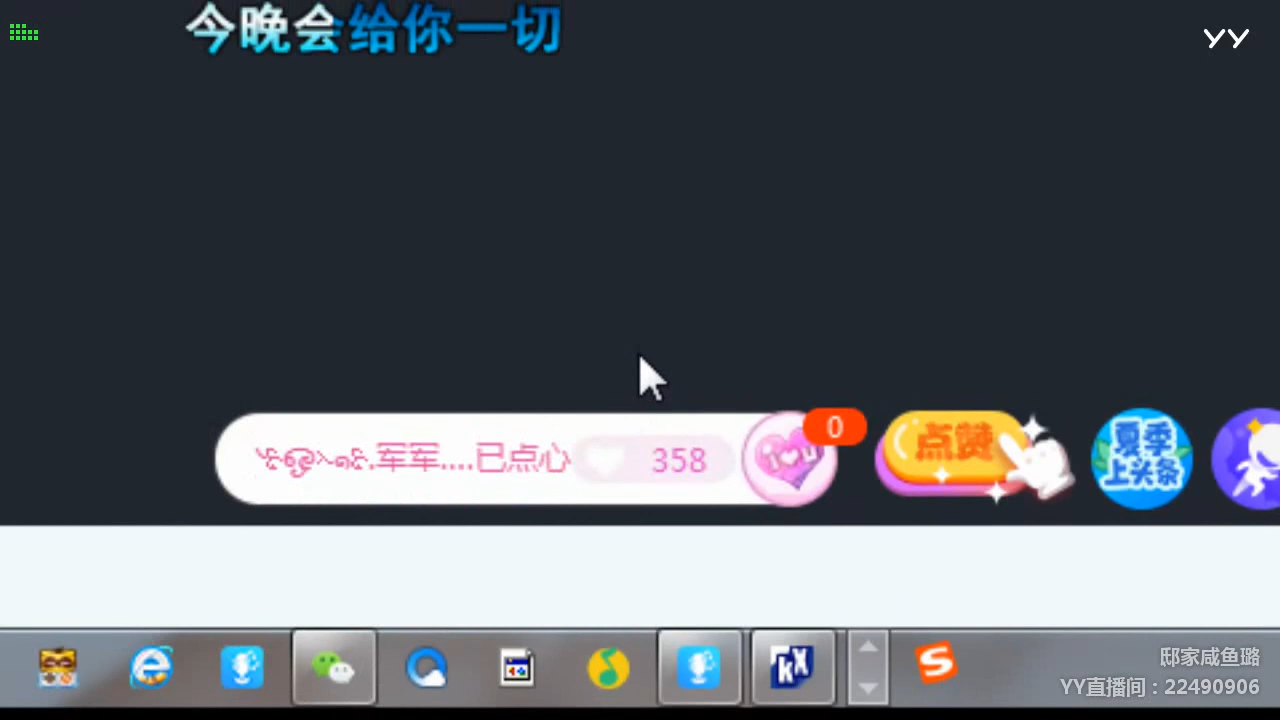 今晚会给你一切
YY
.军军....已点心
358
I U
0
点赞
夏季
上头条
KX
S
邸家咸鱼璐
YY直播间：22490906